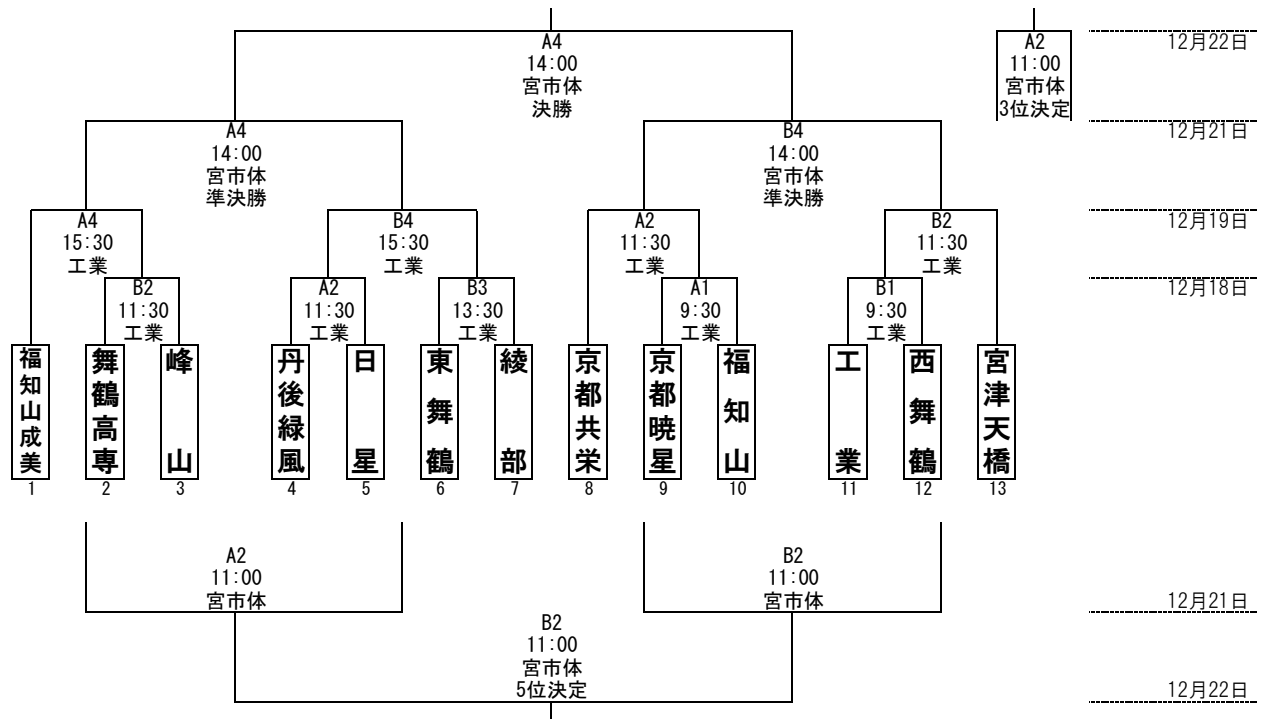 A4
14:00
宮市体
決勝
A2
11:00
宮市体
3位決定
12月22日
A4
14:00
宮市体
準決勝
B4
14:00
宮市体
準決勝
12月21日
A4
15:30
工業
B4
15:30
工業
A2
11:30
工業
B2
11:30
工業
12月19日
B2
11:30
工業
A2
11:30
工業
B3
13:30
工業
A1
9:30
工業
B1
9:30
工業
12月18日
福知山成美
舞鶴高専
峰山
丹後緑風
日星
東舞鶴
綾部
京都共栄
京都暁星
福知山
工業
西舞鶴
宮津天橋
1
2
3
4
5
6
7
8
9
10
11
12
13
A2
11:00
宮市体
B2
11:00
宮市体
12月21日
B2
11:00
宮市体
5位決定
12月22日